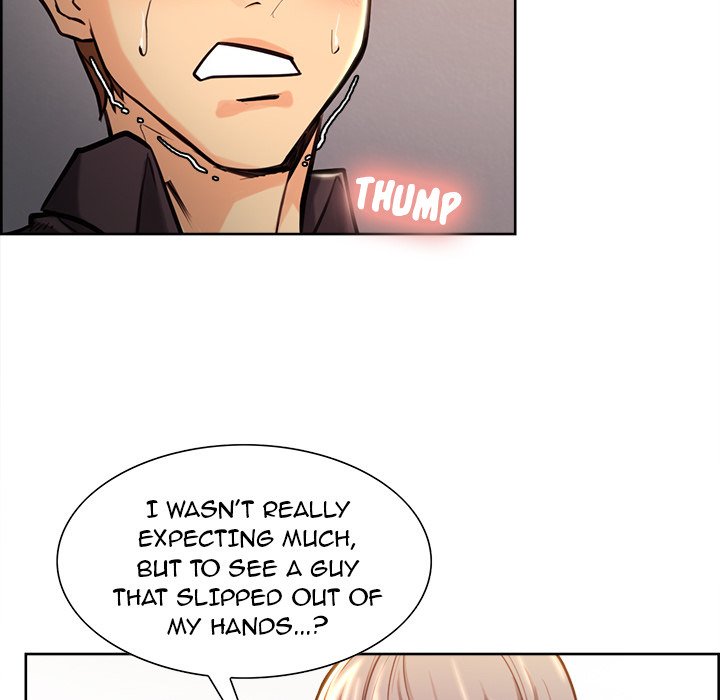 THUMP
I WASN'T REALLY
EXPECTING MUCH,
BUT TO SEE A GUY
THAT SLIPPED OUT OF
MY HANDS...?